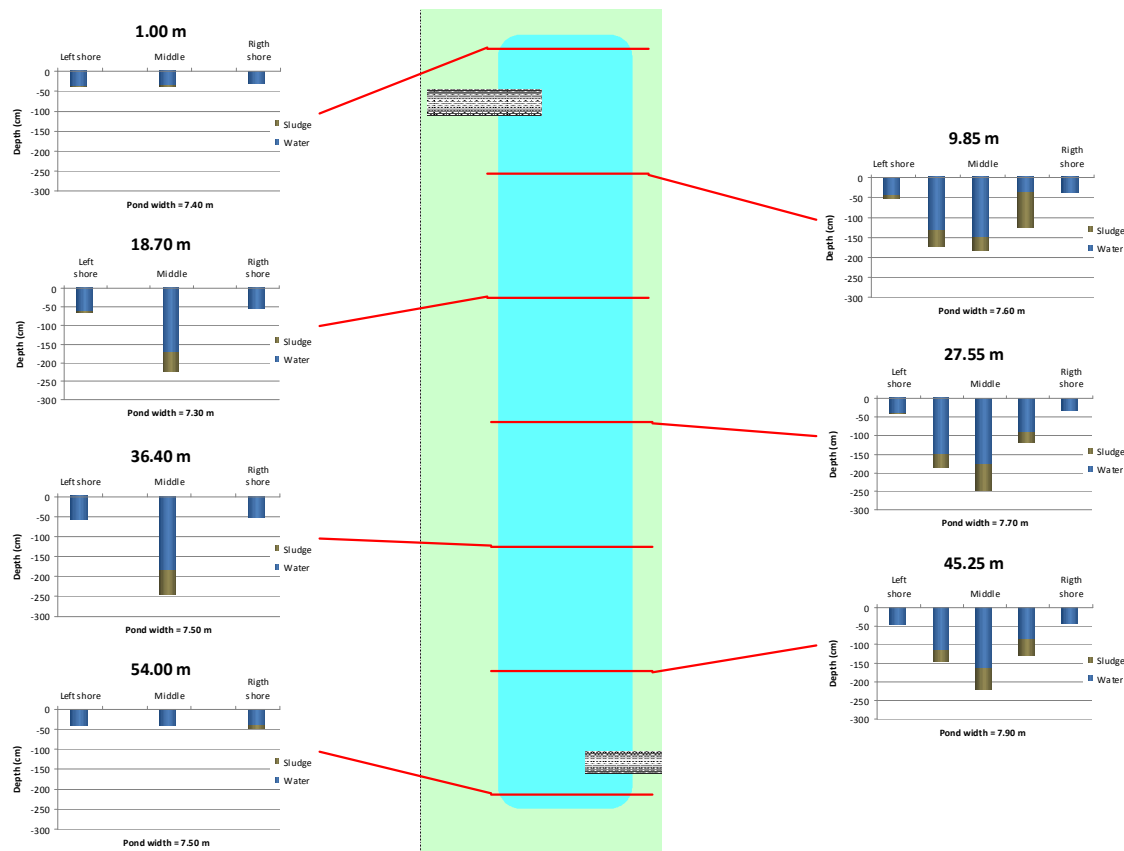 1.00 m
Left shore
Middle
Rigth
shore
0
-50
-100
-150
-200
-250
-300
Depth (cm)
Sludge
Water
Pond width = 7.40 m
18.70 m
Left
shore
Middle
Rigth
shore
0
-50
-100
-150
-200
-250
-300
Depth (cm)
Sludge
Water
Pond width = 7.30 m
36.40 m
Left shore
Middle
Rigth
shore
0
-50
-100
-150
-200
-250
-300
Depth (cm)
Sludge
Water
Pond width = 7.50 m
54.00 m
Left shore
Middle
Rigth
shore
0
-50
-100
-150
-200
-250
-300
Depth (cm)
Sludge
Water
Pond width = 7.50 m
9.85 m
Left shore
Middle
Rigth
shore
0
-50
-100
-150
-200
-250
-300
Depth (cm)
Sludge
Water
Pond width = 7.60 m
27.55 m
Left
shore
Middle
Rigth
shore
0
-50
-100
-150
-200
-250
-300
Depth (cm)
Sludge
Water
Pond width = 7.70 m
45.25 m
Left
shore
Middle
Rigth
shore
0
-50
-100
-150
-200
-250
-300
Depth (cm)
Sludge
Water
Pond width = 7.90 m